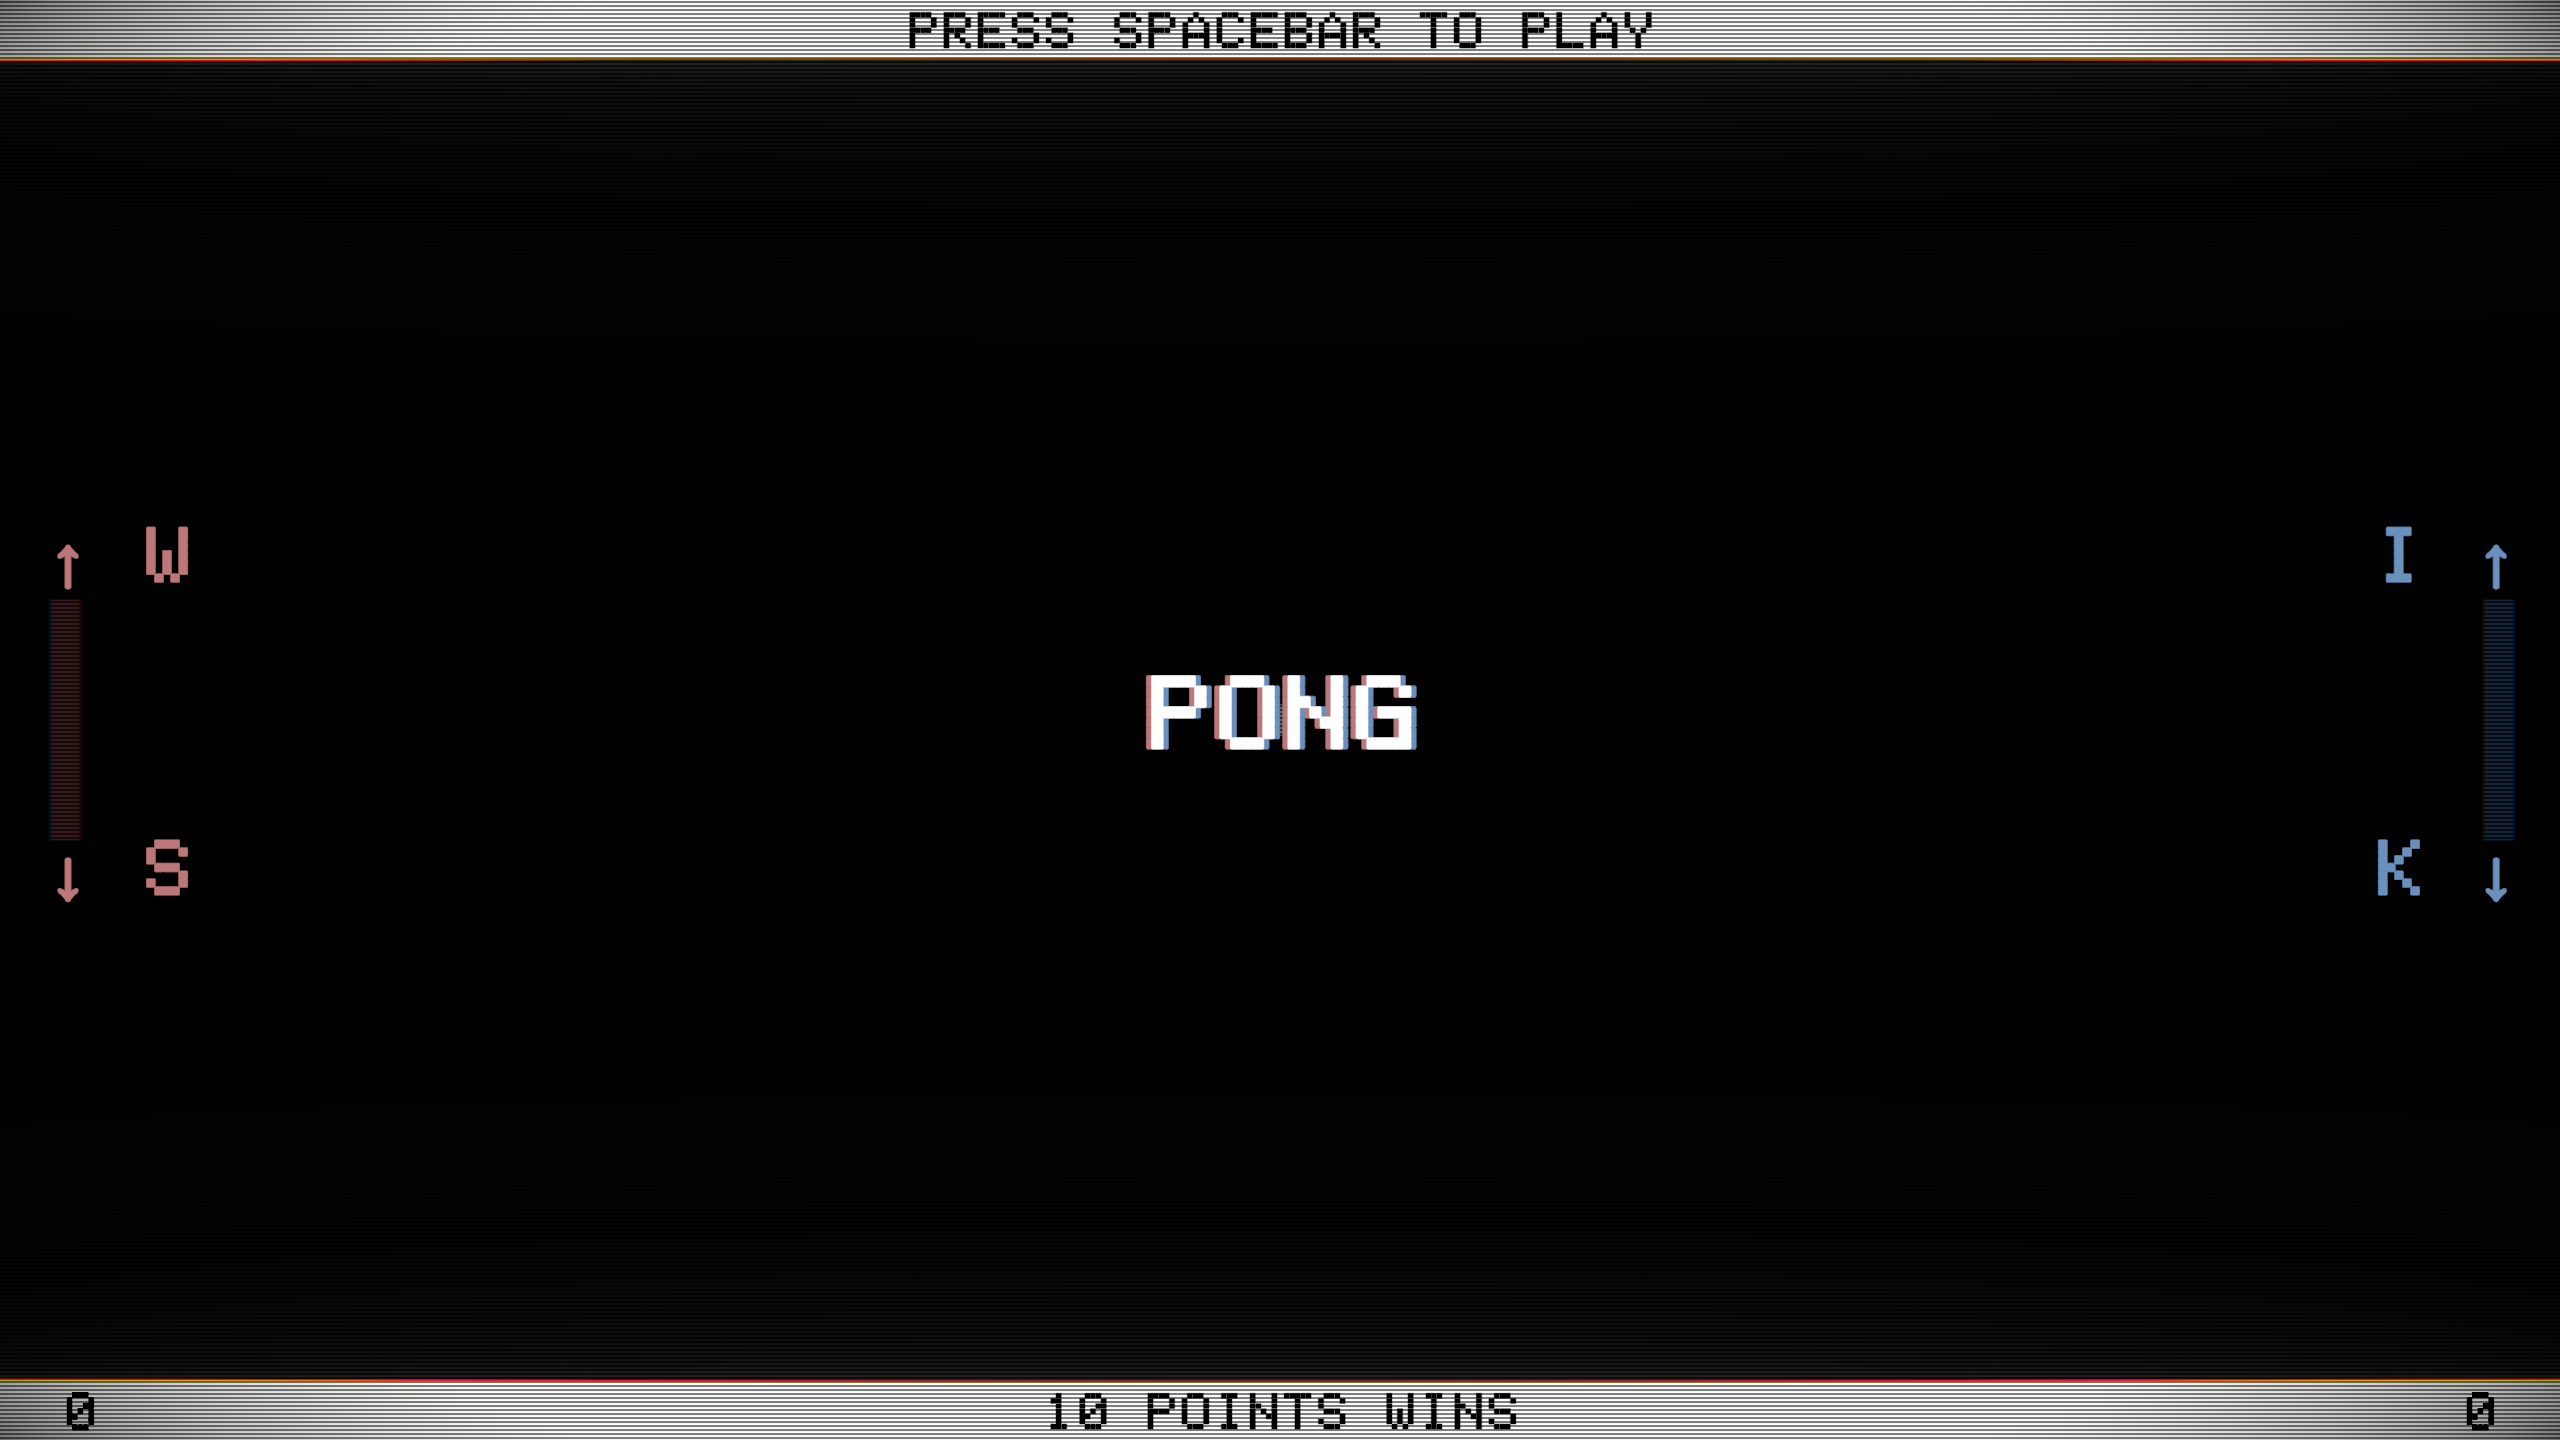 PRESS SPACEBAR TO PLAY
↑ W
I ↑
PONG
↓ S
K ↓
0
10 POINTS WINS
0